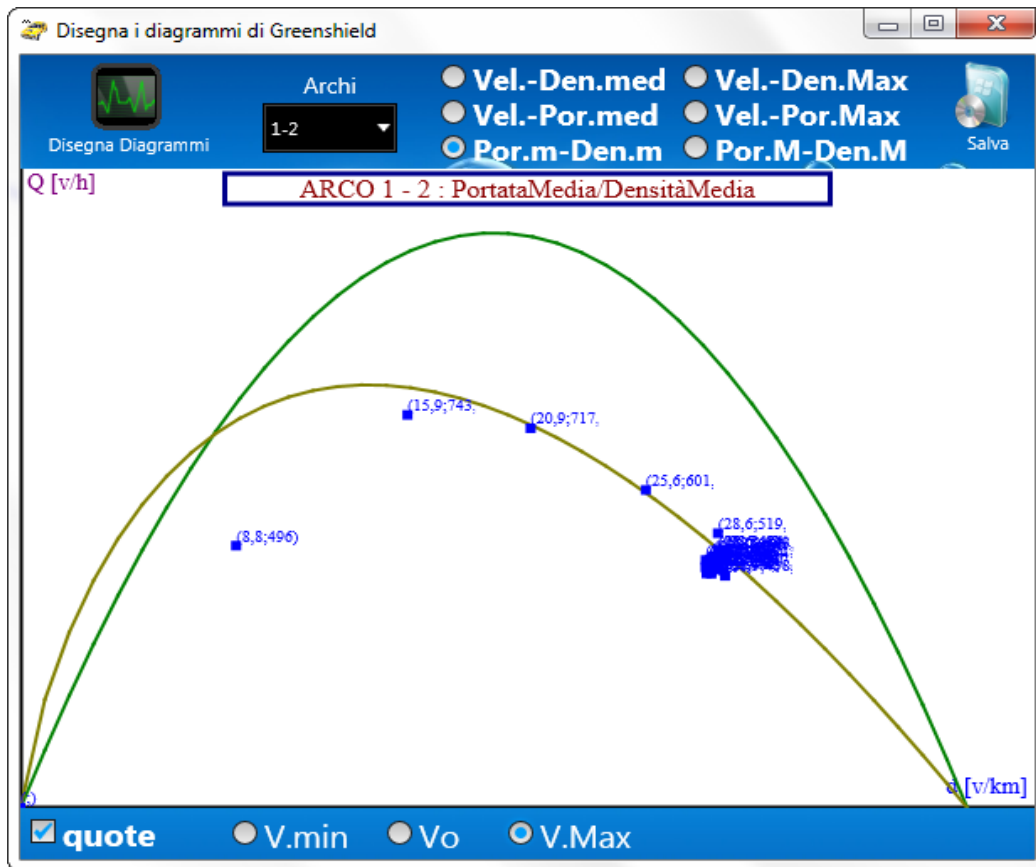 Disegna i diagrammi di Greenshield
Archi
Vel.-Den.med
Vel.-Den.Max
1-2
Vel.-Por.med
Vel.-Por.Max
Disegna Diagrammi
Por.m-Den.m
Por.M-Den.M
Salva
Q [v/h]
ARCO 1 - 2 : PortataMedia/DensitàMedia
(15,9;743,
(20,9;717,
(25,6;601,
(28,6;519,
(8,8;496)
d [v/km]
;)
quote
V.min
Vo
V.Max